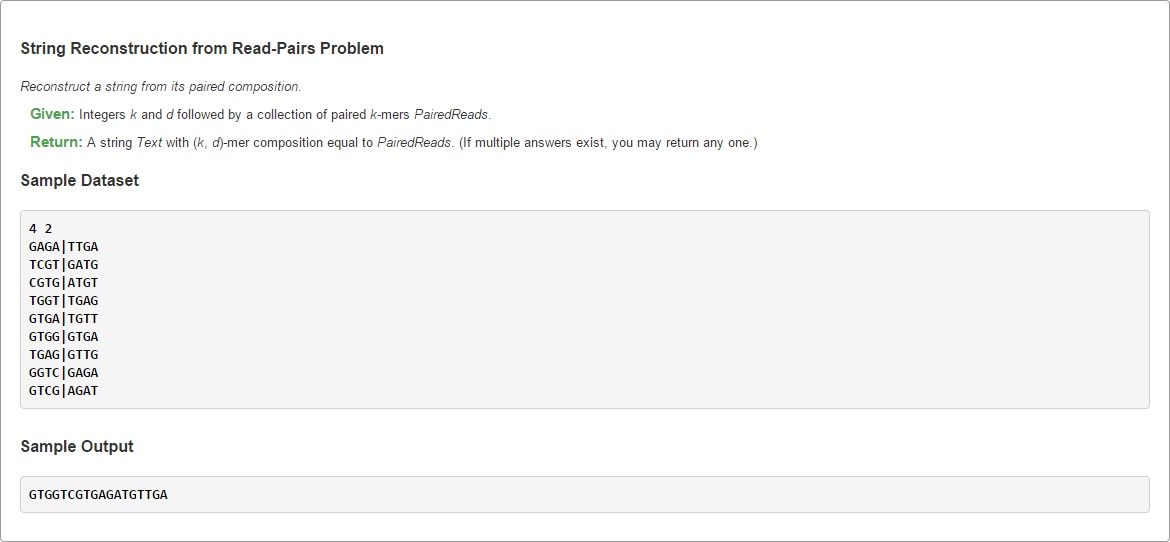 String Reconstruction from Read-Pairs Problem
Reconstruct a string from its paired composition.
Given: Integers k and d followed by a collection of paired k-mers PairedReads.
Return: A string Text with (k, d)-mer composition equal to PairedReads. (If multiple answers exist, you may return any one.)
Sample Dataset
4 2
GAGA|TTGA
TCGT|GATG
CGTG|ATGT
TGGT|TGAG
GTGA|TGTT
GTGG|GTGA
TGAG|GTTG
GGTC|GAGA
GTCG|AGAT
Sample Output
GTGGTCGTGAGATGTTGA